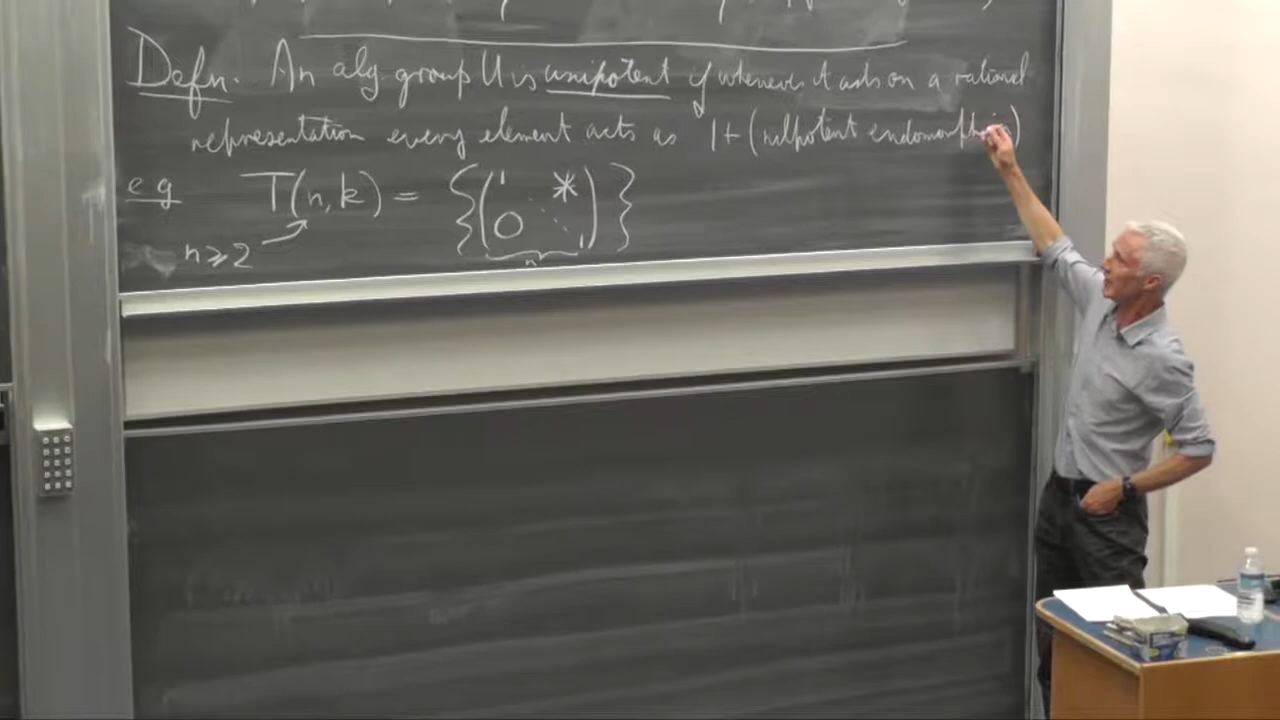 Defn. An alg group U is unipotent if whenever it acts on a rational
representation every element acts as 1+ (nilpotent endomorphism)
eg T(n, k) = { ( 1 * 0 ⋱ 1 ) }
n
n ⩾ 2